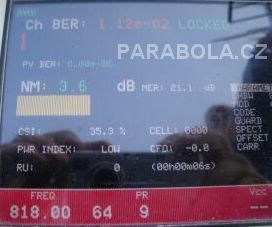 Ch BER: 1.12e-02 LOCKED
PARABOLA.CZ
PV BER: 0.00e-06
NM: 3.6 dB MER: 21.1 dB
MOD
CODE
GUARD
CSI: 35.3 % CELL: 0000 SPECT
OFFSET
PWR INDEX: LOW CFO: -0.0 CARR
RU: 0 (00h00m06s)
FREQ PR Vcc
818.00 64 9